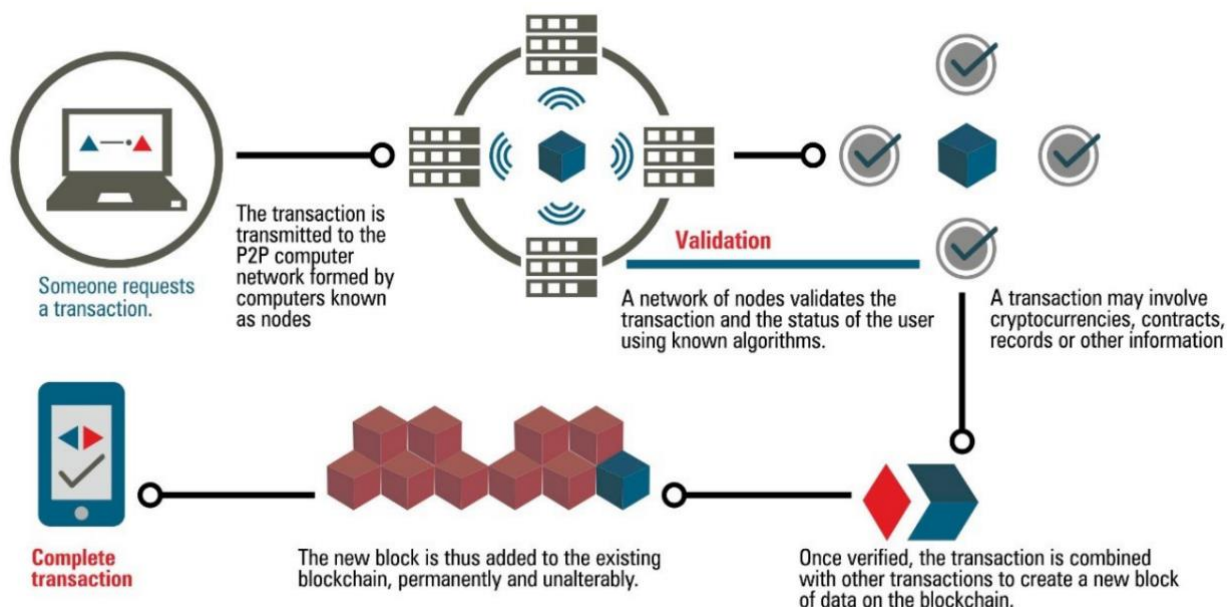 Someone requests
a transaction.
The transaction is
transmitted to the
P2P computer
network formed by
computers known
as nodes
Validation
A network of nodes validates the
transaction and the status of the user
using known algorithms.
A transaction may involve
cryptocurrencies, contracts,
records or other information
Once verified, the transaction is combined
with other transactions to create a new block
of data on the blockchain.
The new block is thus added to the existing
blockchain, permanently and unalterably.
Complete
transaction